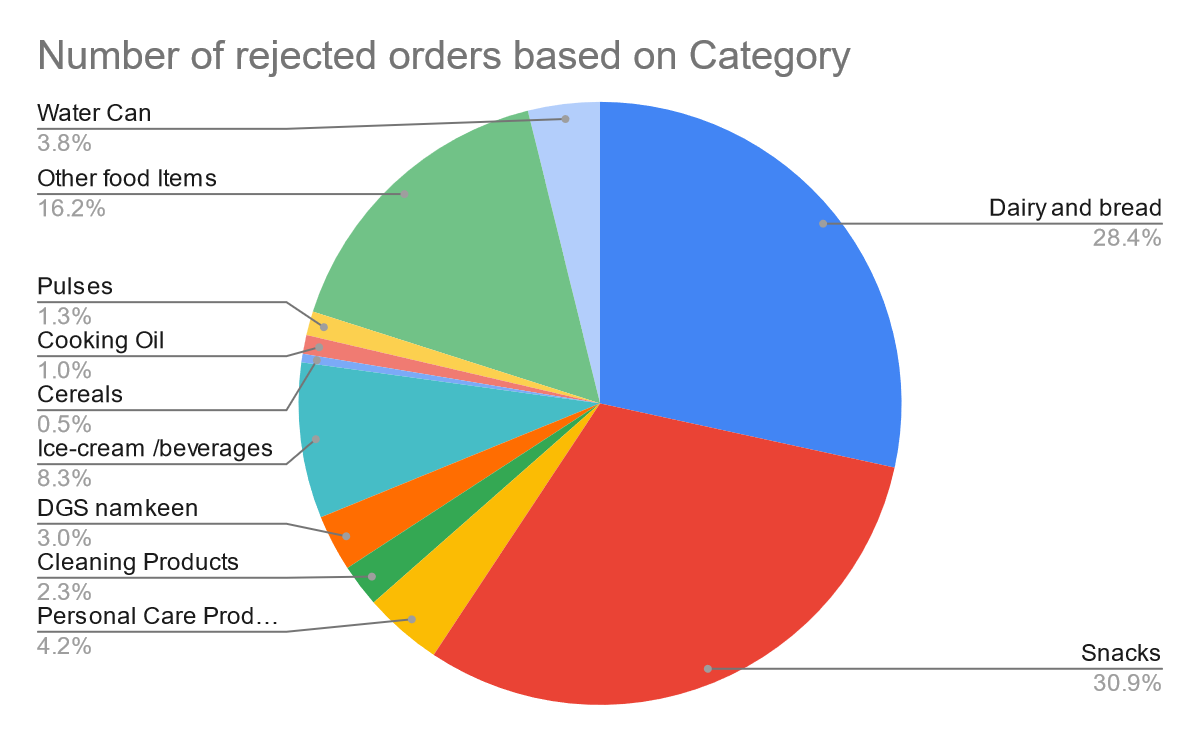 Number of rejected orders based on Category
Water Can
3.8%
Other food Items
16.2%
Pulses
1.3%
Cooking Oil
1.0%
Cereals
0.5%
Ice-cream /beverages
8.3%
DGS namkeen
3.0%
Cleaning Products
2.3%
Personal Care Prod…
4.2%
Dairy and bread
28.4%
Snacks
30.9%